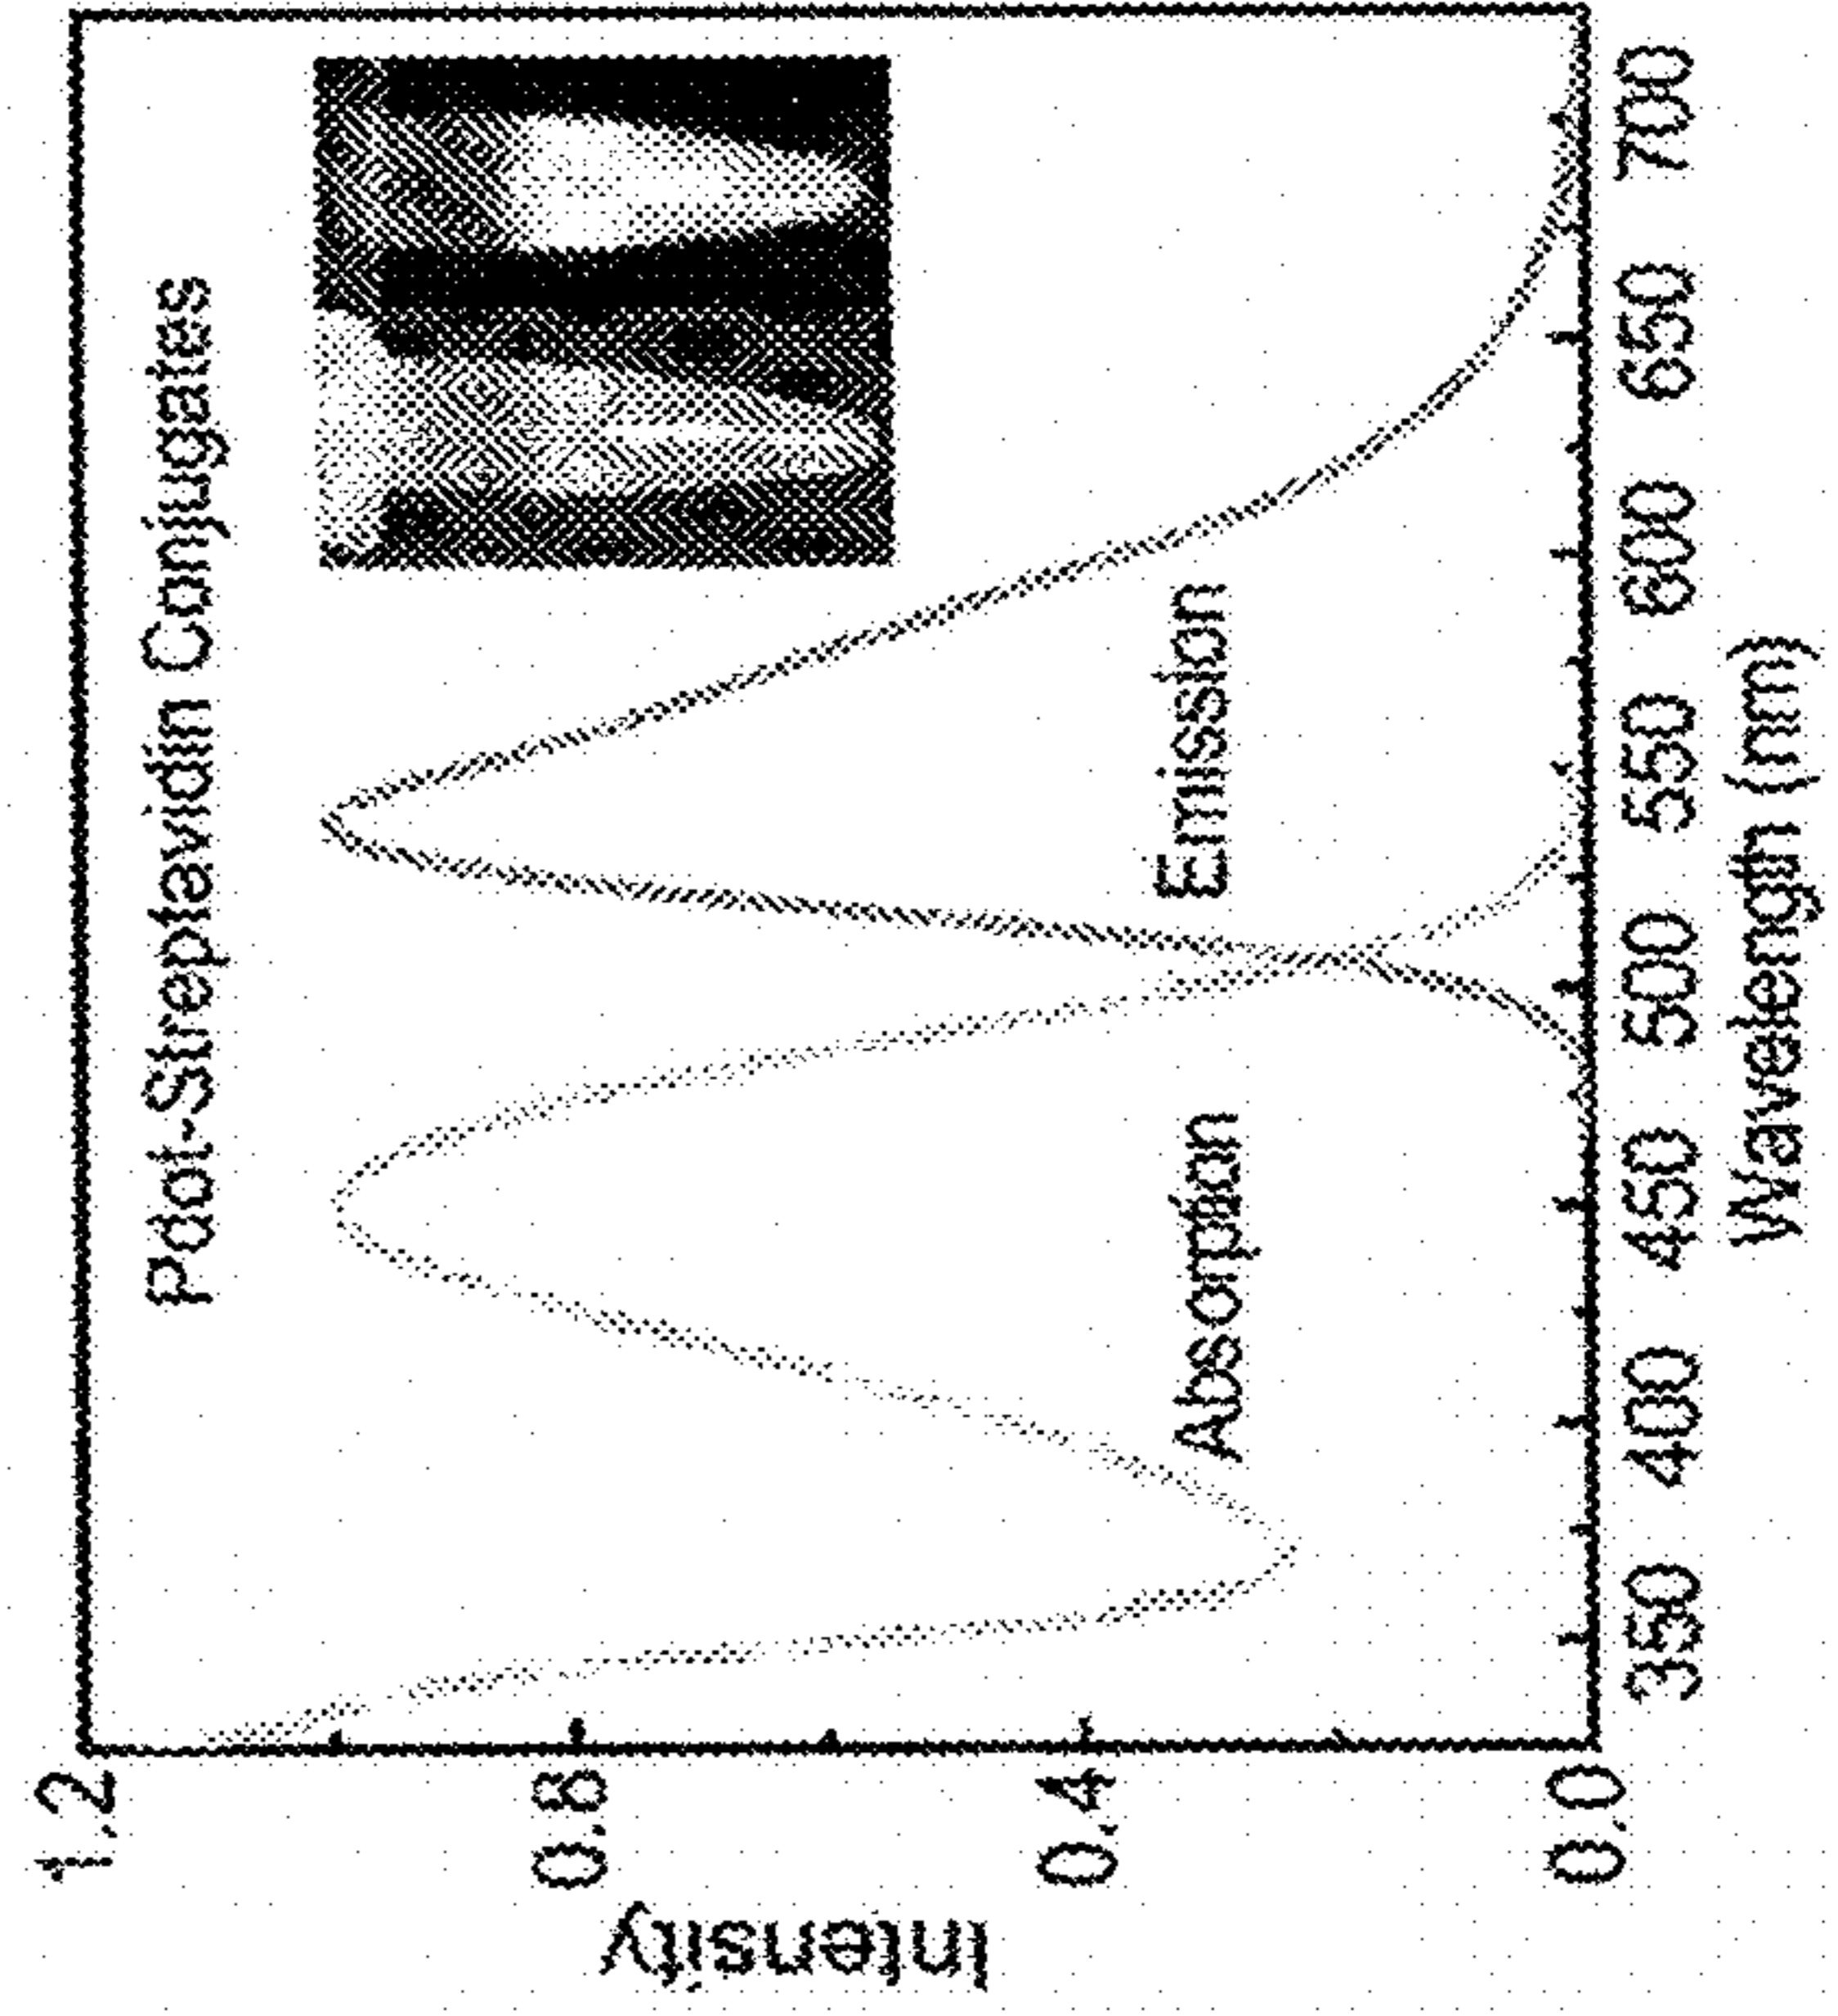 Pdot-Streptavidin Conjugates
Intensity
1.2
0.8
0.4
0.0
Absorption
Emission
350 400 450 500 550 600 650 700
Wavelength (nm)